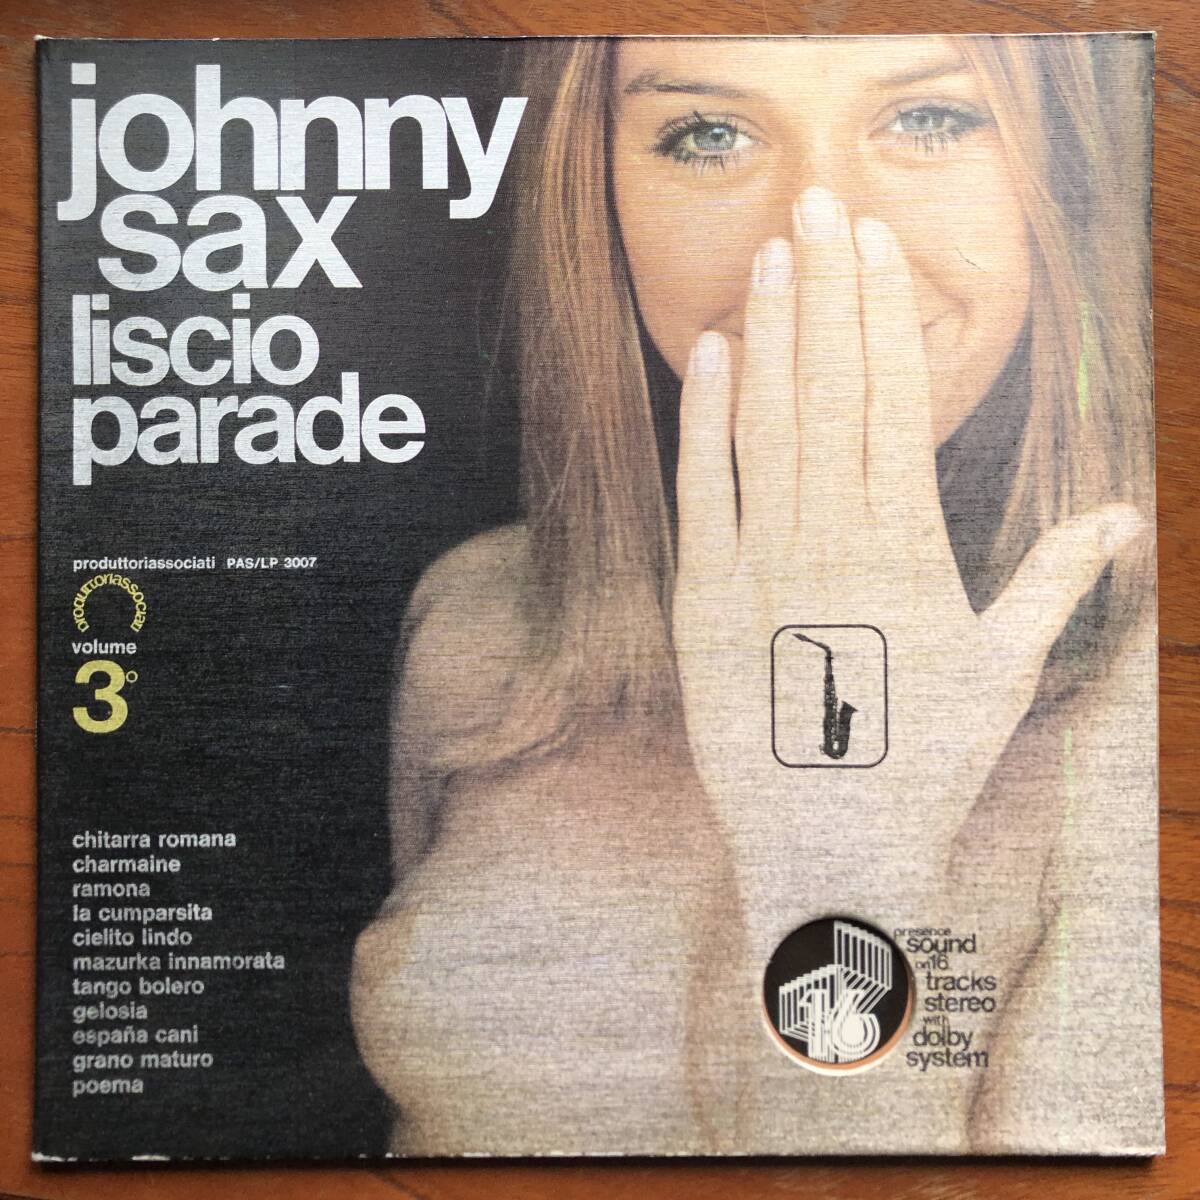 johnny
sax
liscio
parade
produttoriassociati PAS/LP 3007
produttoriassociati
volume
3°
chitarra romana
charmaine
ramona
la cumparsita
cielito lindo
mazurka innamorata
tango bolero
gelosia
españa cani
grano maturo
poema
16
presence
sound
on 16
tracks
stereo
with
dolby
system